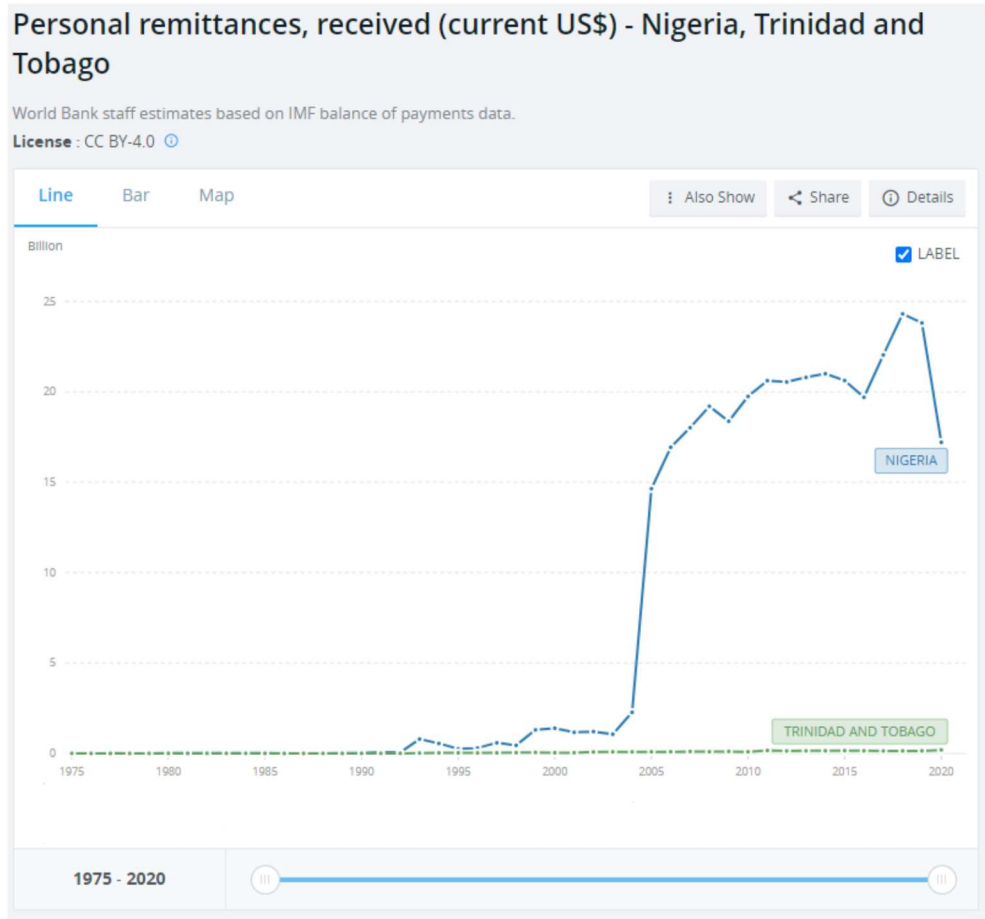 Personal remittances, received (current US$) - Nigeria, Trinidad and
Tobago
World Bank staff estimates based on IMF balance of payments data.
License : CC BY-4.0
Line Bar Map Also Show Share Details
Billion
LABEL
25
20
15
10
5
0
NIGERIA
TRINIDAD AND TOBAGO
1975 1980 1985 1990 1995 2000 2005 2010 2015 2020
1975 - 2020